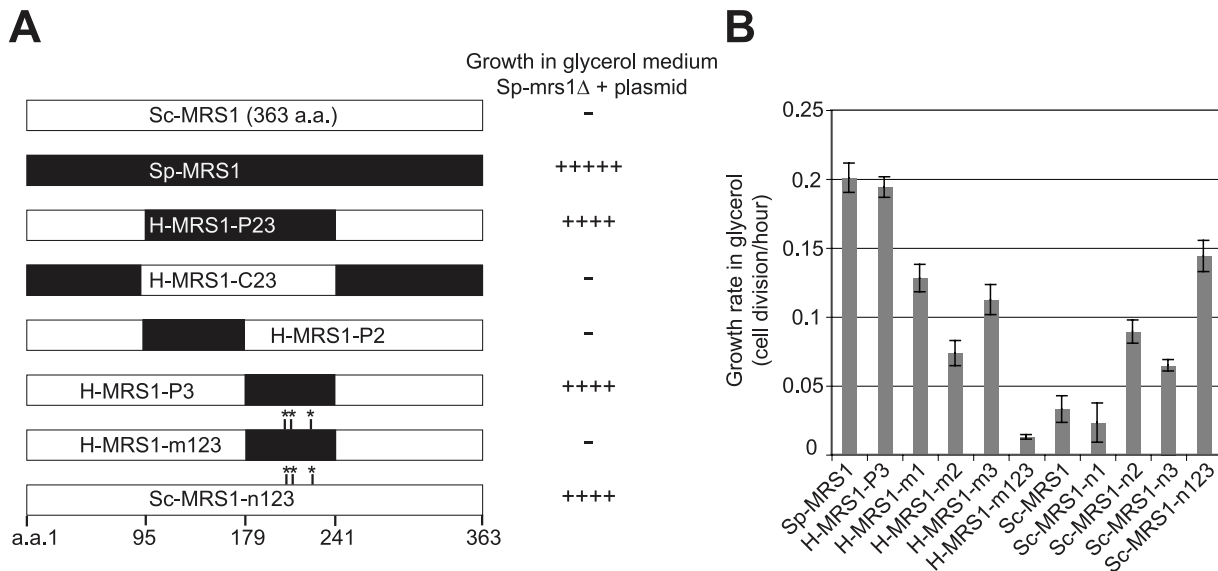 A
Growth in glycerol medium
Sp-mrs1Δ + plasmid
Sc-MRS1 (363 a.a.) -
Sp-MRS1 +++++
H-MRS1-P23 ++++
H-MRS1-C23 -
H-MRS1-P2 -
H-MRS1-P3 ++++
** *
H-MRS1-m123 -
** *
Sc-MRS1-n123 ++++
a.a.1 95 179 241 363
B
Growth rate in glycerol
(cell division/hour)
0.25
0.2
0.15
0.1
0.05
0
Sp-MRS1
H-MRS1-P3
H-MRS1-m1
H-MRS1-m2
H-MRS1-m3
H-MRS1-m123
Sc-MRS1
Sc-MRS1-n1
Sc-MRS1-n2
Sc-MRS1-n3
Sc-MRS1-n123